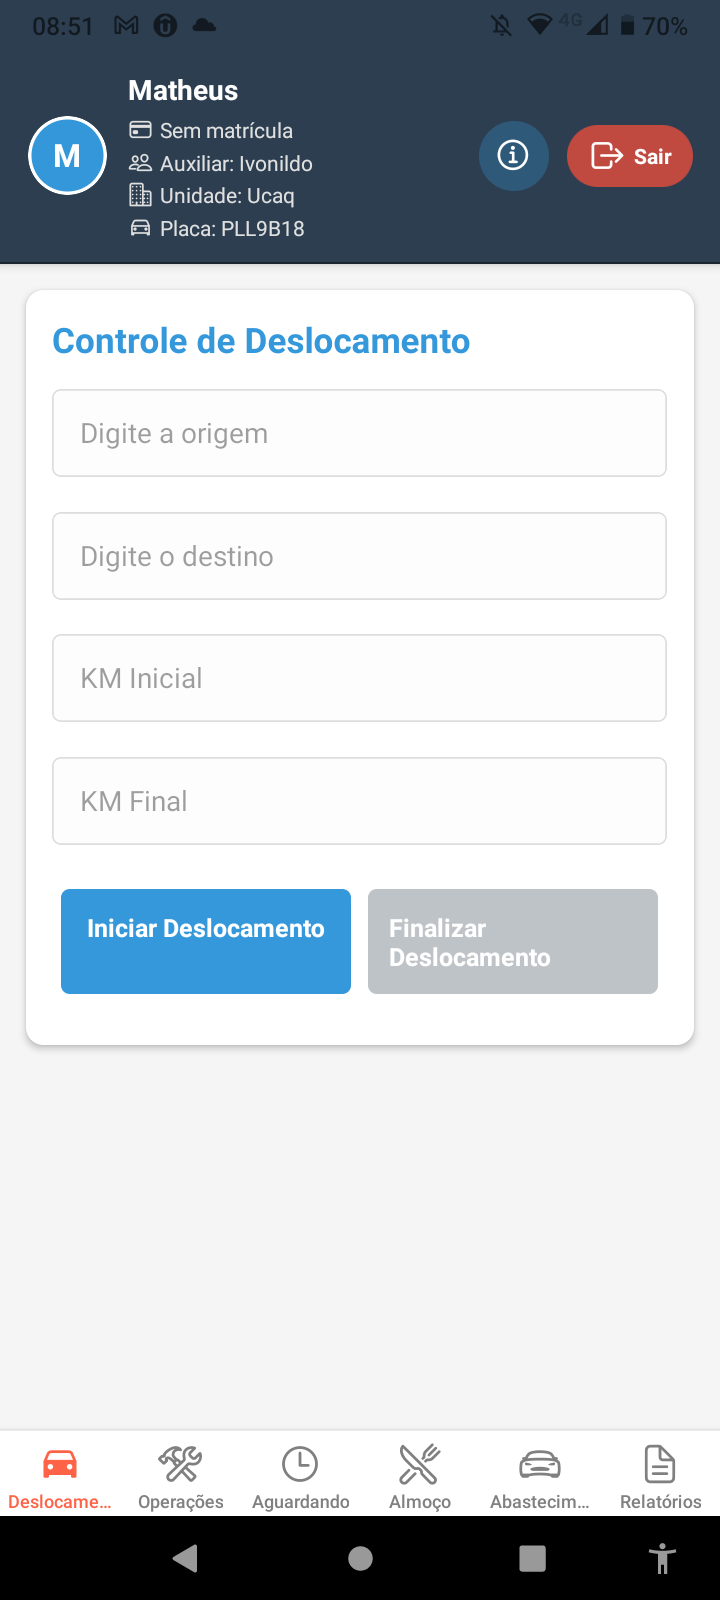 08:51 4G 70%
Matheus
M
Sem matrícula
Auxiliar: Ivonildo
Unidade: Ucaq
Placa: PLL9B18
Sair
Controle de Deslocamento
Digite a origem
Digite o destino
KM Inicial
KM Final
Iniciar Deslocamento
Finalizar
Deslocamento
Deslocame... Operações Aguardando Almoço Abastecim... Relatórios